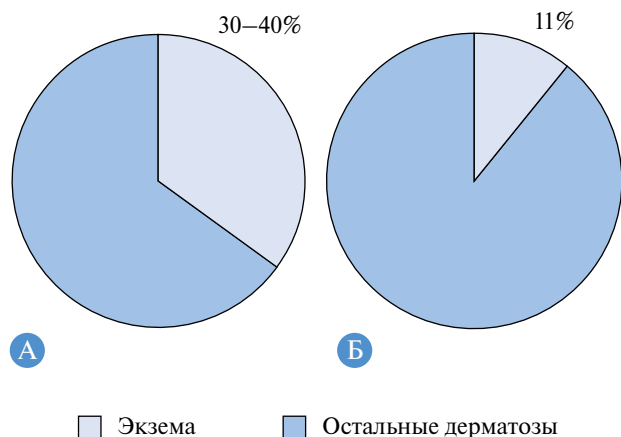 30–40%
11%
А
Б
Экзема
Остальные дерматозы